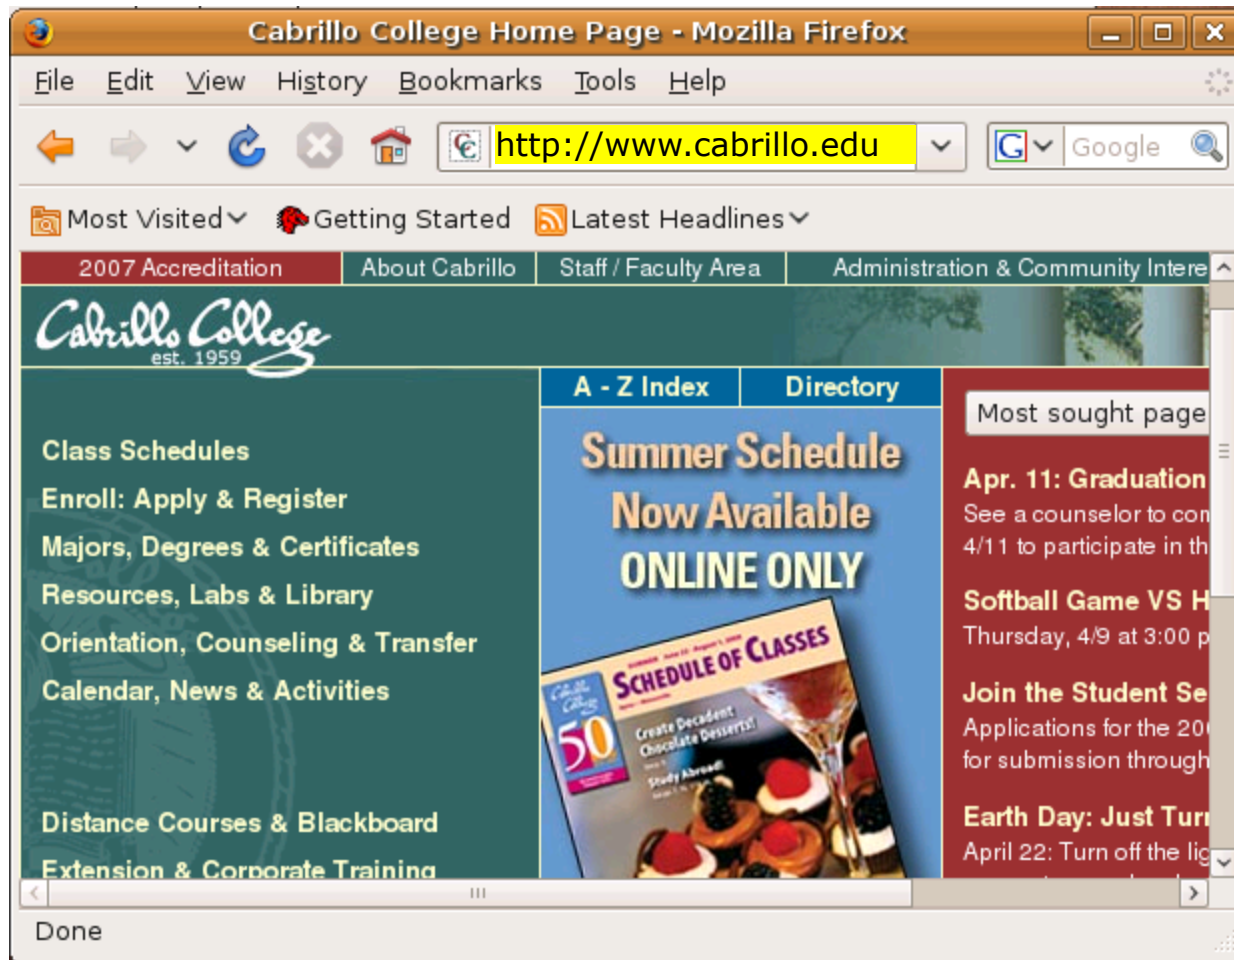 Cabrillo College Home Page - Mozilla Firefox
File Edit View History Bookmarks Tools Help
http://www.cabrillo.edu
G Google
Most Visited Getting Started Latest Headlines
2007 Accreditation About Cabrillo Staff / Faculty Area Administration & Community Intere
Cabrillo College
est. 1959
A - Z Index Directory
Most sought page
Class Schedules
Enroll: Apply & Register
Majors, Degrees & Certificates
Resources, Labs & Library
Orientation, Counseling & Transfer
Calendar, News & Activities
Distance Courses & Blackboard
Extension & Corporate Training
Summer Schedule
Now Available
ONLINE ONLY
SCHEDULE OF CLASSES
Cabrillo College
50
Create Decadent
Chocolate Desserts!
Study Abroad!
Apr. 11: Graduation
See a counselor to com
4/11 to participate in th
Softball Game VS H
Thursday, 4/9 at 3:00 p
Join the Student Se
Applications for the 20
for submission through
Earth Day: Just Turn
April 22: Turn off the lig
Done